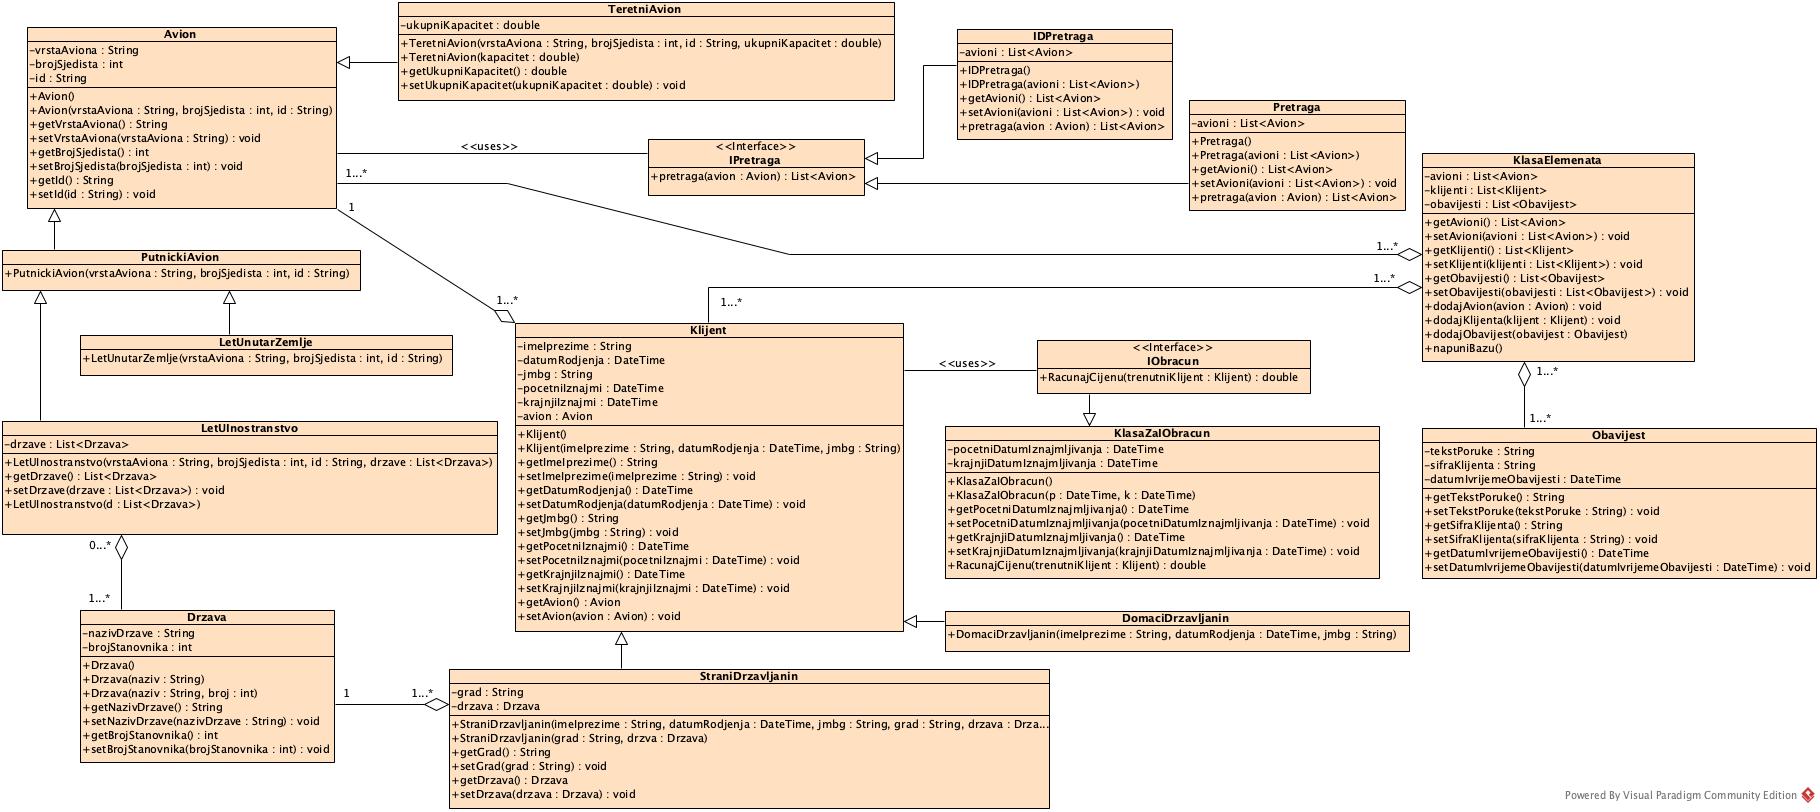 Avion
-vrstaAviona : String
-brojSjedista : int
-id : String
+Avion()
+Avion(vrstaAviona : String, brojSjedista : int, id : String)
+getVrstaAviona() : String
+setVrstaAviona(vrstaAviona : String) : void
+getBrojSjedista() : int
+setBrojSjedista(brojSjedista : int) : void
+getId() : String
+setId(id : String) : void
TeretniAvion
-ukupniKapacitet : double
+TeretniAvion(vrstaAviona : String, brojSjedista : int, id : String, ukupniKapacitet : double)
+TeretniAvion(kapacitet : double)
+getUkupniKapacitet() : double
+setUkupniKapacitet(ukupniKapacitet : double) : void
IDPretraga
-avioni : List<Avion>
+IDPretraga()
+IDPretraga(avioni : List<Avion>)
+getAvioni() : List<Avion>
+setAvioni(avioni : List<Avion>) : void
+pretraga(avion : Avion) : List<Avion>
Pretraga
-avioni : List<Avion>
+Pretraga()
+Pretraga(avioni : List<Avion>)
+getAvioni() : List<Avion>
+setAvioni(avioni : List<Avion>) : void
+pretraga(avion : Avion) : List<Avion>
<<uses>>
<<Interface>>
IPretraga
+pretraga(avion : Avion) : List<Avion>
1...*
1...*
KlasaElemenata
-avioni : List<Avion>
-klijenti : List<Klijent>
-obavijesti : List<Obavijest>
+getAvioni() : List<Avion>
+setAvioni(avioni : List<Avion>) : void
+getKlijenti() : List<Klijent>
+setKlijenti(klijenti : List<Klijent>) : void
+getObavijesti() : List<Obavijest>
+setObavijesti(obavijesti : List<Obavijest>) : void
+dodajAvion(avion : Avion) : void
+dodajKlijenta(klijent : Klijent) : void
+dodajObavijest(obavijest : Obavijest)
+napuniBazu()
1
1...*
1...*
1...*
PutnickiAvion
+PutnickiAvion(vrstaAviona : String, brojSjedista : int, id : String)
LetUnutarZemlje
+LetUnutarZemlje(vrstaAviona : String, brojSjedista : int, id : String)
LetUInostranstvo
-drzave : List<Drzava>
+LetUInostranstvo(vrstaAviona : String, brojSjedista : int, id : String, drzave : List<Drzava>)
+getDrzave() : List<Drzava>
+setDrzave(drzave : List<Drzava>) : void
+LetUInostranstvo(d : List<Drzava>)
0...*
1...*
Klijent
-imeIprezime : String
-datumRodjenja : DateTime
-jmbg : String
-pocetniIznajmi : DateTime
-krajnjiIznajmi : DateTime
-avion : Avion
+Klijent()
+Klijent(imeIprezime : String, datumRodjenja : DateTime, jmbg : String)
+getImeIprezime() : String
+setImeIprezime(imeIprezime : String) : void
+getDatumRodjenja() : DateTime
+setDatumRodjenja(datumRodjenja : DateTime) : void
+getJmbg() : String
+setJmbg(jmbg : String) : void
+getPocetniIznajmi() : DateTime
+setPocetniIznajmi(pocetniIznajmi : DateTime) : void
+getKrajnjiIznajmi() : DateTime
+setKrajnjiIznajmi(krajnjiIznajmi : DateTime) : void
+getAvion() : Avion
+setAvion(avion : Avion) : void
<<uses>>
<<Interface>>
IObracun
+RacunajCijenu(trenutniKlijent : Klijent) : double
KlasaZaIObracun
-pocetniDatumIznajmljivanja : DateTime
-krajnjiDatumIznajmljivanja : DateTime
+KlasaZaIObracun()
+KlasaZaIObracun(p : DateTime, k : DateTime)
+getPocetniDatumIznajmljivanja() : DateTime
+setPocetniDatumIznajmljivanja(pocetniDatumIznajmljivanja : DateTime) : void
+getKrajnjiDatumIznajmljivanja() : DateTime
+setKrajnjiDatumIznajmljivanja(krajnjiDatumIznajmljivanja : DateTime) : void
+RacunajCijenu(trenutniKlijent : Klijent) : double
1...*
1...*
Obavijest
-tekstPoruke : String
-sifraKlijenta : String
-datumIvrijemeObavijesti : DateTime
+getTekstPoruke() : String
+setTekstPoruke(tekstPoruke : String) : void
+getSifraKlijenta() : String
+setSifraKlijenta(sifraKlijenta : String) : void
+getDatumIvrijemeObavijesti() : DateTime
+setDatumIvrijemeObavijesti(datumIvrijemeObavijesti : DateTime) : void
DomaciDrzavljanin
+DomaciDrzavljanin(imeIprezime : String, datumRodjenja : DateTime, jmbg : String)
Drzava
-nazivDrzave : String
-brojStanovnika : int
+Drzava()
+Drzava(naziv : String)
+Drzava(naziv : String, broj : int)
+getNazivDrzave() : String
+setNazivDrzave(nazivDrzave : String) : void
+getBrojStanovnika() : int
+setBrojStanovnika(brojStanovnika : int) : void
1
1...*
StraniDrzavljanin
-grad : String
-drzava : Drzava
+StraniDrzavljanin(imeIprezime : String, datumRodjenja : DateTime, jmbg : String, grad : String, drzava : Drza...
+StraniDrzavljanin(grad : String, drzva : Drzava)
+getGrad() : String
+setGrad(grad : String) : void
+getDrzava() : Drzava
+setDrzava(drzava : Drzava) : void
Powered By Visual Paradigm Community Edition